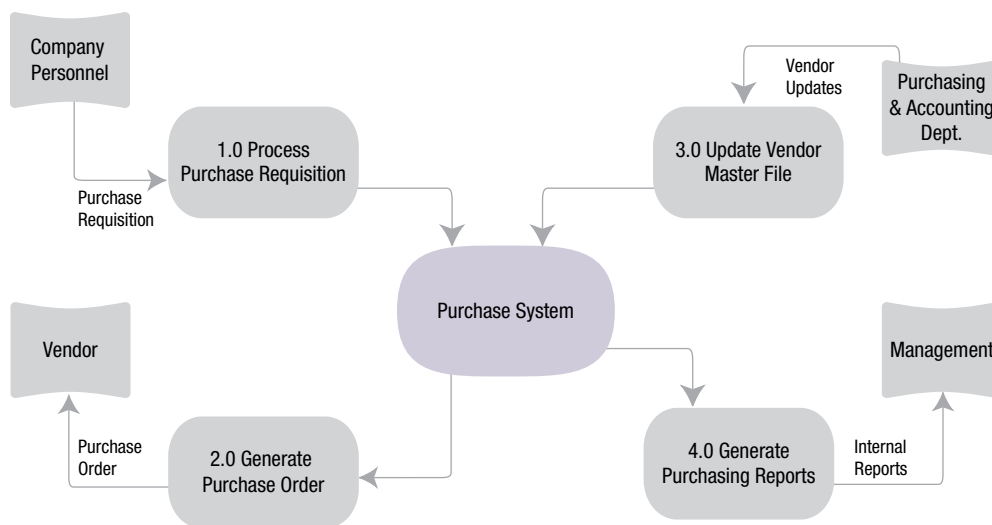 Company
Personnel
Purchase
Requisition
1.0 Process
Purchase Requisition
Vendor
Updates
Purchasing
& Accounting
Dept.
3.0 Update Vendor
Master File
Purchase System
Vendor
Purchase
Order
2.0 Generate
Purchase Order
4.0 Generate
Purchasing Reports
Internal
Reports
Management